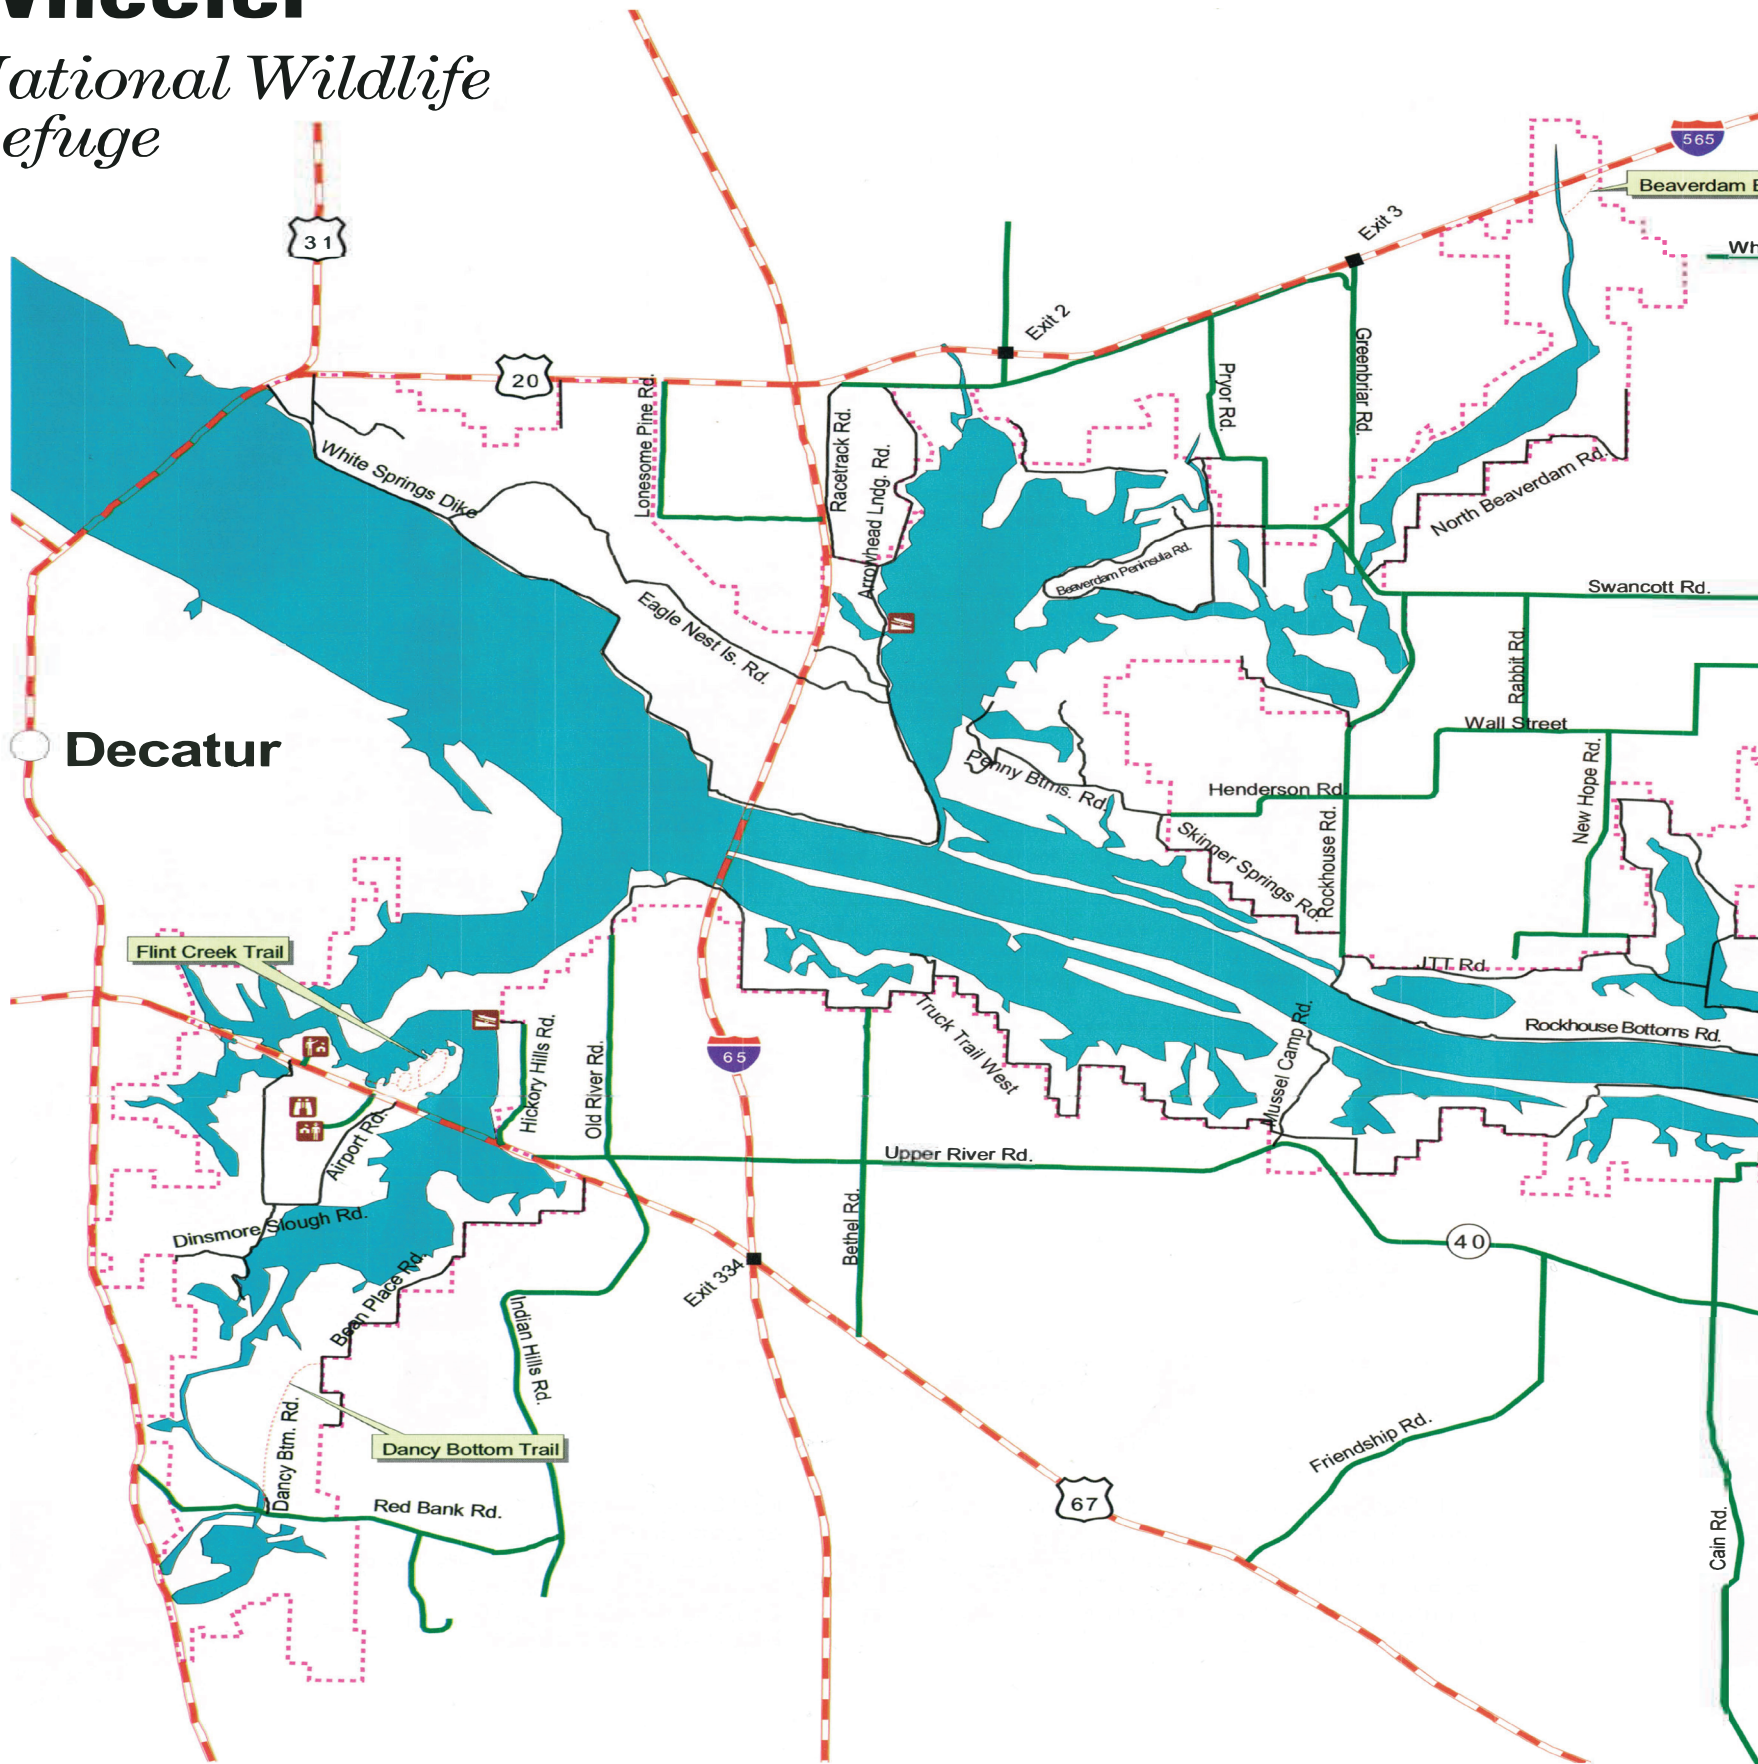 Wheeler
National Wildlife
Refuge
565
Beaverdam B
Exit 3
Wh
31
Exit 2
20
Lonesome Pine Rd.
Racetrack Rd.
Arrowhead Lndg. Rd.
Pryor Rd.
Greenbriar Rd.
White Springs Dike
North Beaverdam Rd.
Beaverdam Peninsula Rd.
Swancott Rd.
Eagle Nest Is. Rd.
Rabbit Rd.
Decatur
Wall Street
New Hope Rd.
Penny Btms. Rd.
Henderson Rd.
Skinner Springs Rd.
Rockhouse Rd.
Flint Creek Trail
JTT Rd.
Truck Trail West
Mussel Camp Rd.
Rockhouse Bottoms Rd.
Hickory Hills Rd.
Old River Rd.
65
Airport Rd.
Upper River Rd.
Dinsmore Slough Rd.
Bethel Rd.
40
Bean Place Rd.
Exit 334
Indian Hills Rd.
Dancy Bottom Trail
Dancy Btm. Rd.
Friendship Rd.
Red Bank Rd.
67
Cain Rd.